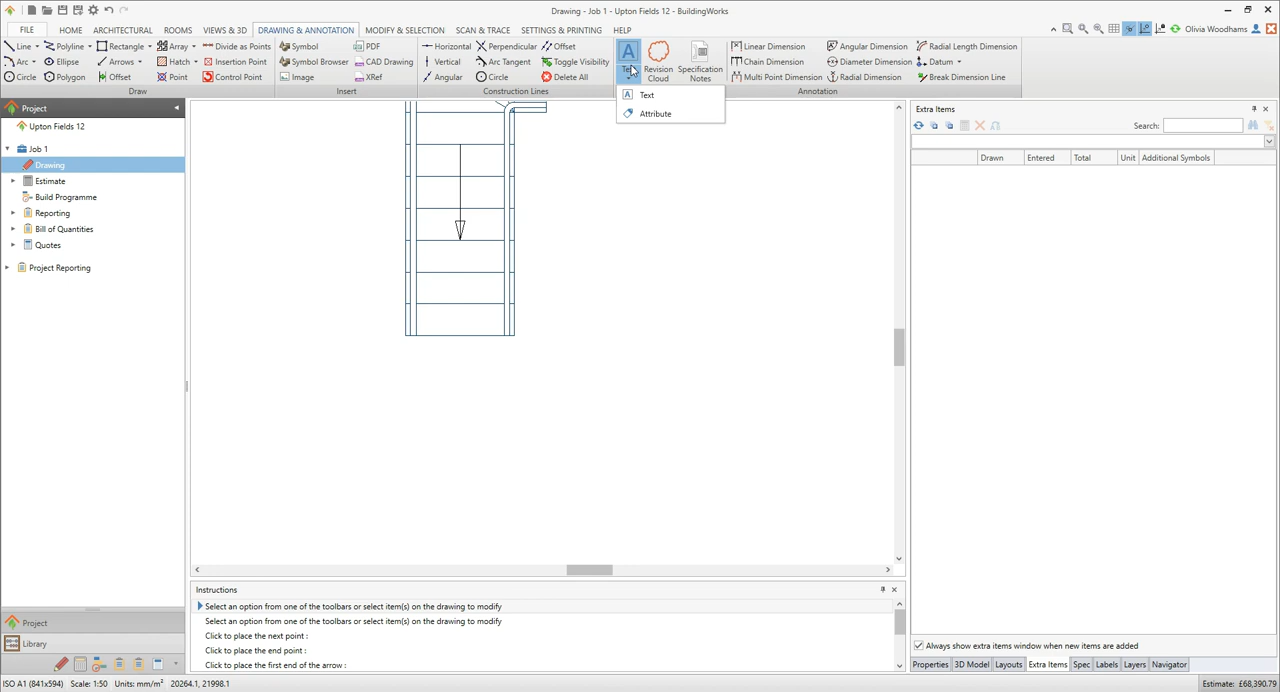 Drawing - Job 1 - Upton Fields 12 - BuildingWorks
FILE HOME ARCHITECTURAL ROOMS VIEWS & 3D DRAWING & ANNOTATION MODIFY & SELECTION SCAN & TRACE SETTINGS & PRINTING HELP Olivia Woodhams
Line Polyline Rectangle Array Divide as Points Symbol PDF Horizontal Perpendicular Offset Linear Dimension Angular Dimension Radial Length Dimension
Arc Ellipse Arrows Hatch Insertion Point Symbol Browser CAD Drawing Vertical Arc Tangent Toggle Visibility Text Revision Cloud Specification Notes Chain Dimension Diameter Dimension Datum
Circle Polygon Offset Point Control Point Image XRef Angular Circle Delete All Multi Point Dimension Radial Dimension Break Dimension Line
Draw Insert Construction Lines Annotation
Text
Attribute
Project
Upton Fields 12
Job 1
Drawing
Estimate
Build Programme
Reporting
Bill of Quantities
Quotes
Project Reporting
Project
Library
Extra Items
Search:
Drawn Entered Total Unit Additional Symbols
Always show extra items window when new items are added
Properties 3D Model Layouts Extra Items Spec Labels Layers Navigator
Instructions
Select an option from one of the toolbars or select item(s) on the drawing to modify
Select an option from one of the toolbars or select item(s) on the drawing to modify
Click to place the next point :
Click to place the end point :
Click to place the first end of the arrow :
ISO A1 (841x594) Scale: 1:50 Units: mm/m² 20264.1, 21998.1 Estimate: £68,390.79